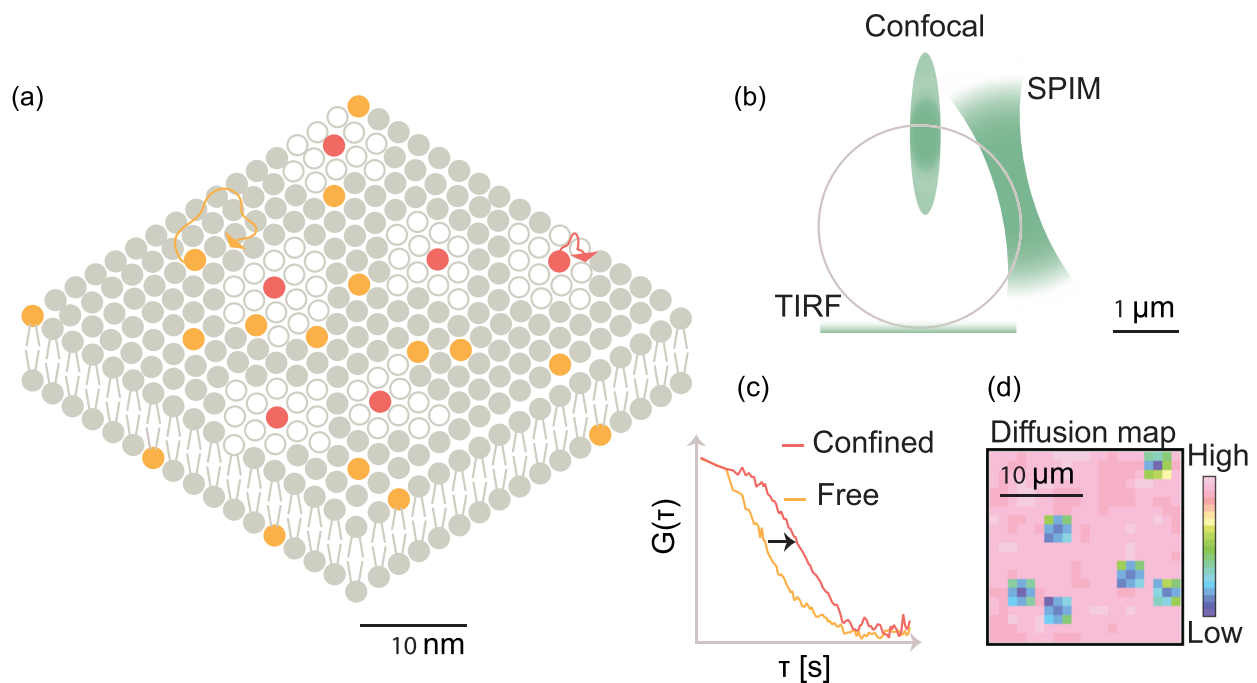 (a)
10 nm
(b)
Confocal
SPIM
TIRF
1 μm
(c)
Confined
Free
G(τ)
τ [s]
(d)
Diffusion map
10 μm
High
Low